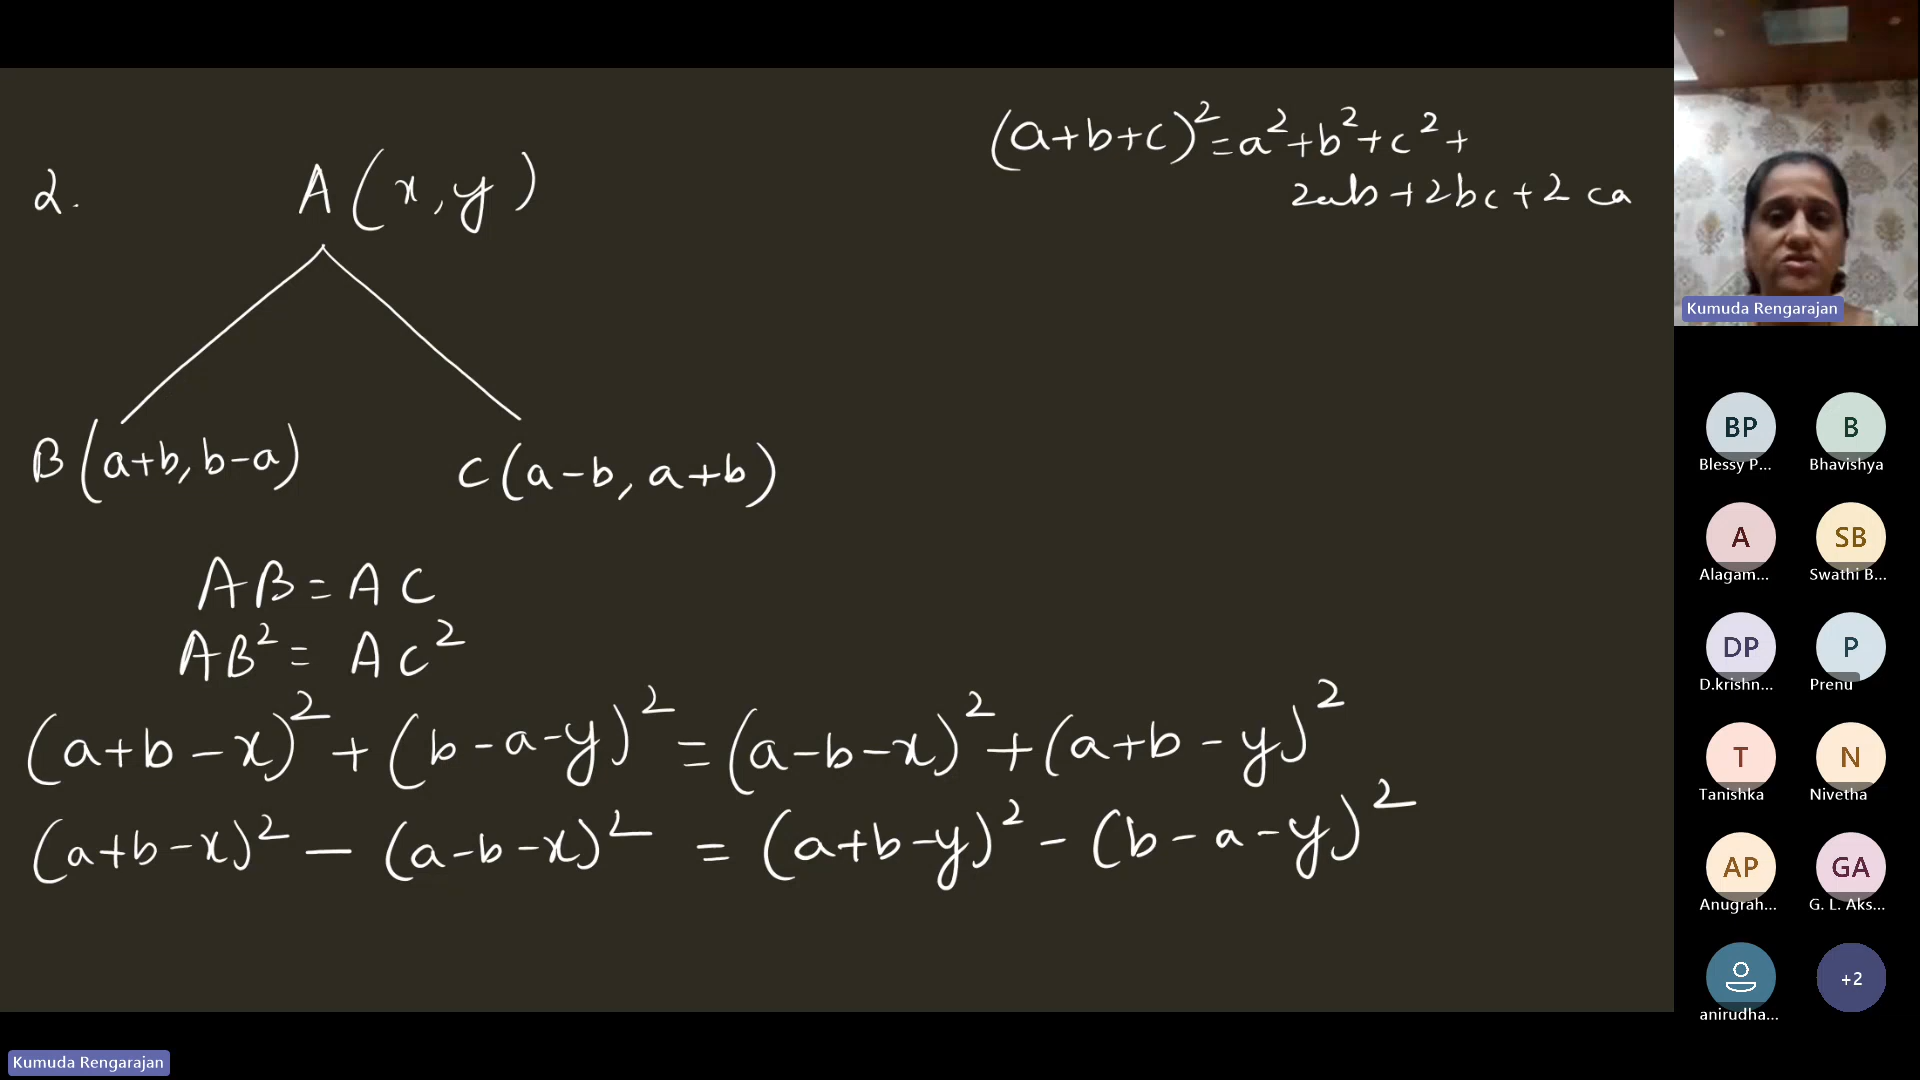 (a+b+c)²=a²+b²+c²+
2ab+2bc+2ca
2.
A(x,y)
B(a+b,b-a)
C(a-b,a+b)
AB=AC
AB²=AC²
(a+b-x)²+(b-a-y)²=(a-b-x)²+(a+b-y)²
(a+b-x)²-(a-b-x)²=(a+b-y)²-(b-a-y)²
Kumuda Rengarajan
BP
B
Blessy P...
Bhavishya
A
SB
Alagam...
Swathi B...
DP
P
D.krishn...
Prenu
T
N
Tanishka
Nivetha
AP
GA
Anugrah...
G. L. Aks...
+2
anirudha...
Kumuda Rengarajan